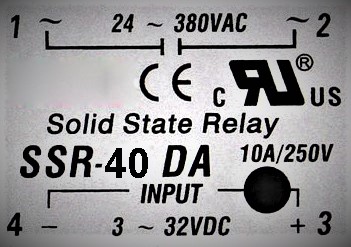 1 ~ 24 ~ 380VAC ~ 2
CE c RU ® US
Solid State Relay
SSR-40 DA 10A/250V
INPUT
4 - 3 ~ 32VDC + 3